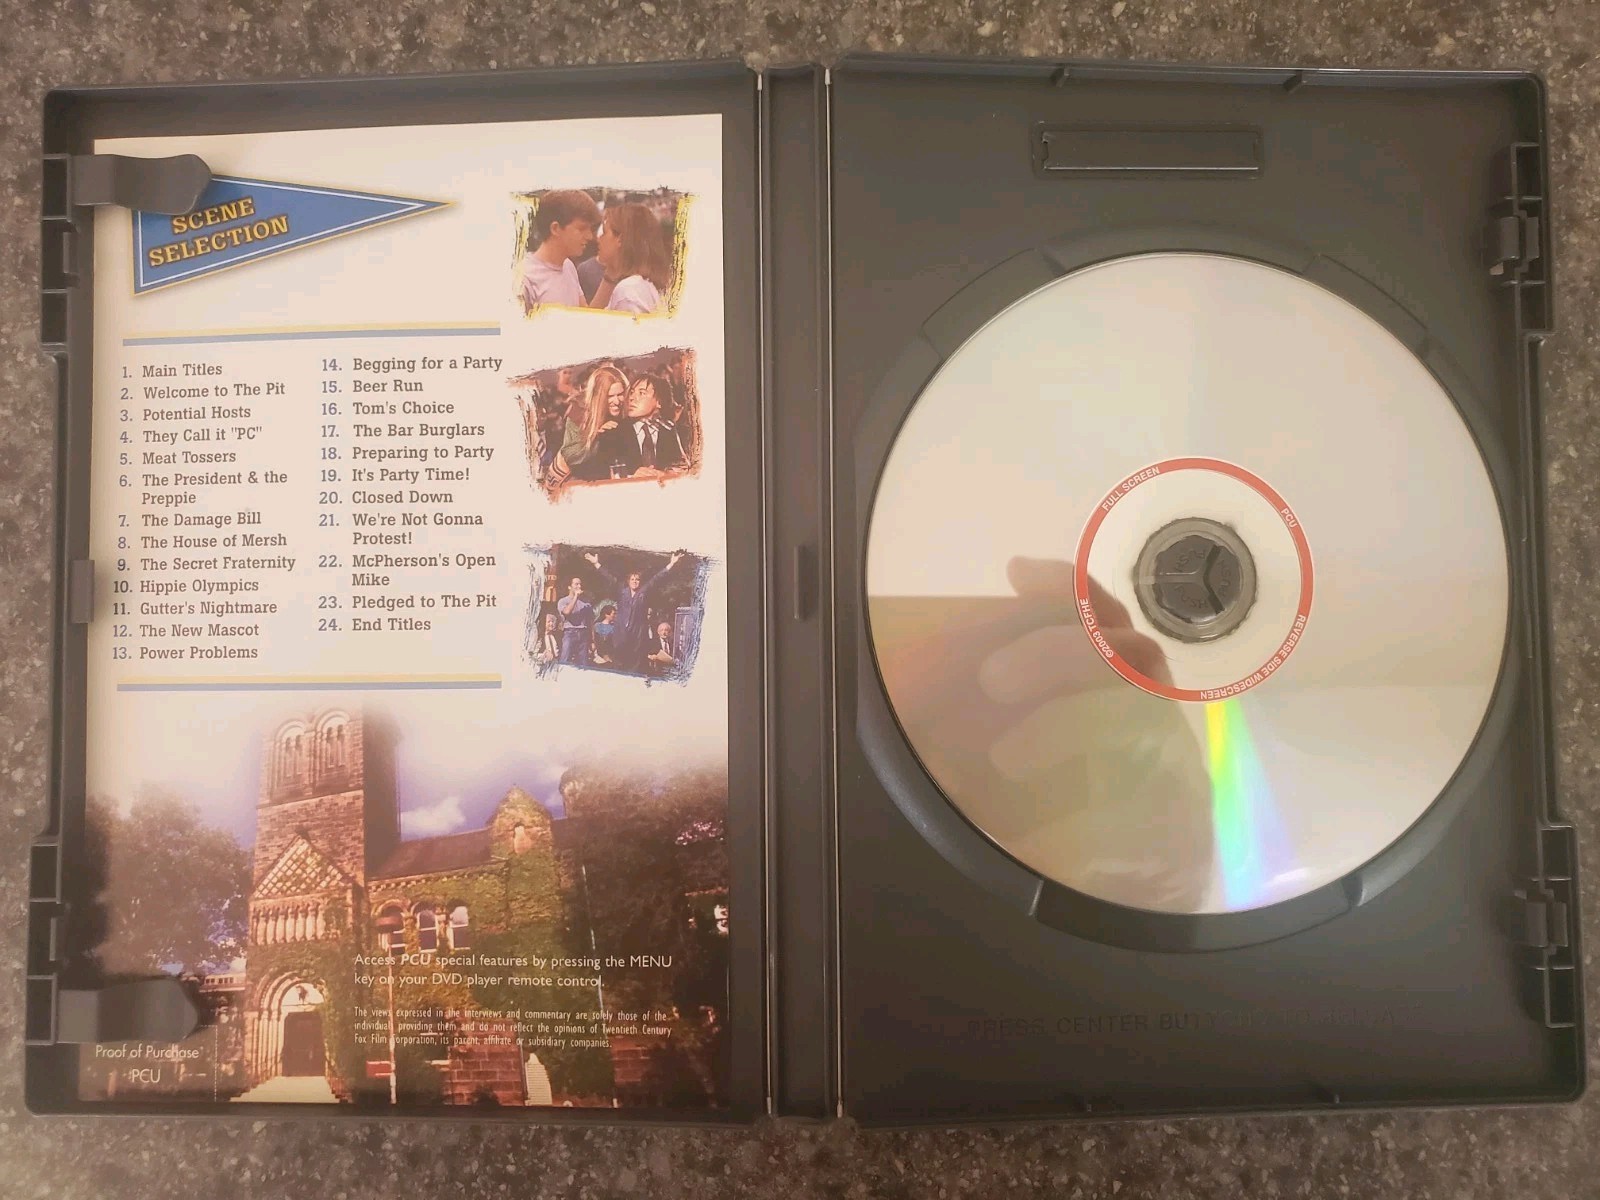 SCENE
SELECTION
1. Main Titles
2. Welcome to The Pit
3. Potential Hosts
4. They Call it "PC"
5. Meat Tossers
6. The President & the
Preppie
7. The Damage Bill
8. The House of Mersh
9. The Secret Fraternity
10. Hippie Olympics
11. Gutter's Nightmare
12. The New Mascot
13. Power Problems
14. Begging for a Party
15. Beer Run
16. Tom's Choice
17. The Bar Burglars
18. Preparing to Party
19. It's Party Time!
20. Closed Down
21. We're Not Gonna
Protest!
22. McPherson's Open
Mike
23. Pledged to The Pit
24. End Titles
Access PCU special features by pressing the MENU
key on your DVD player remote control.
The views expressed in the interviews and commentary are solely those of the
individual providing them and do not reflect the opinions of Twentieth Century
Fox Film Corporation, its parent, affiliate or subsidiary companies.
Proof of Purchase
PCU
FULL SCREEN
PCU
REVERSE SIDE WIDESCREEN
©2003 TCFHE
PRESS CENTER BUTTON